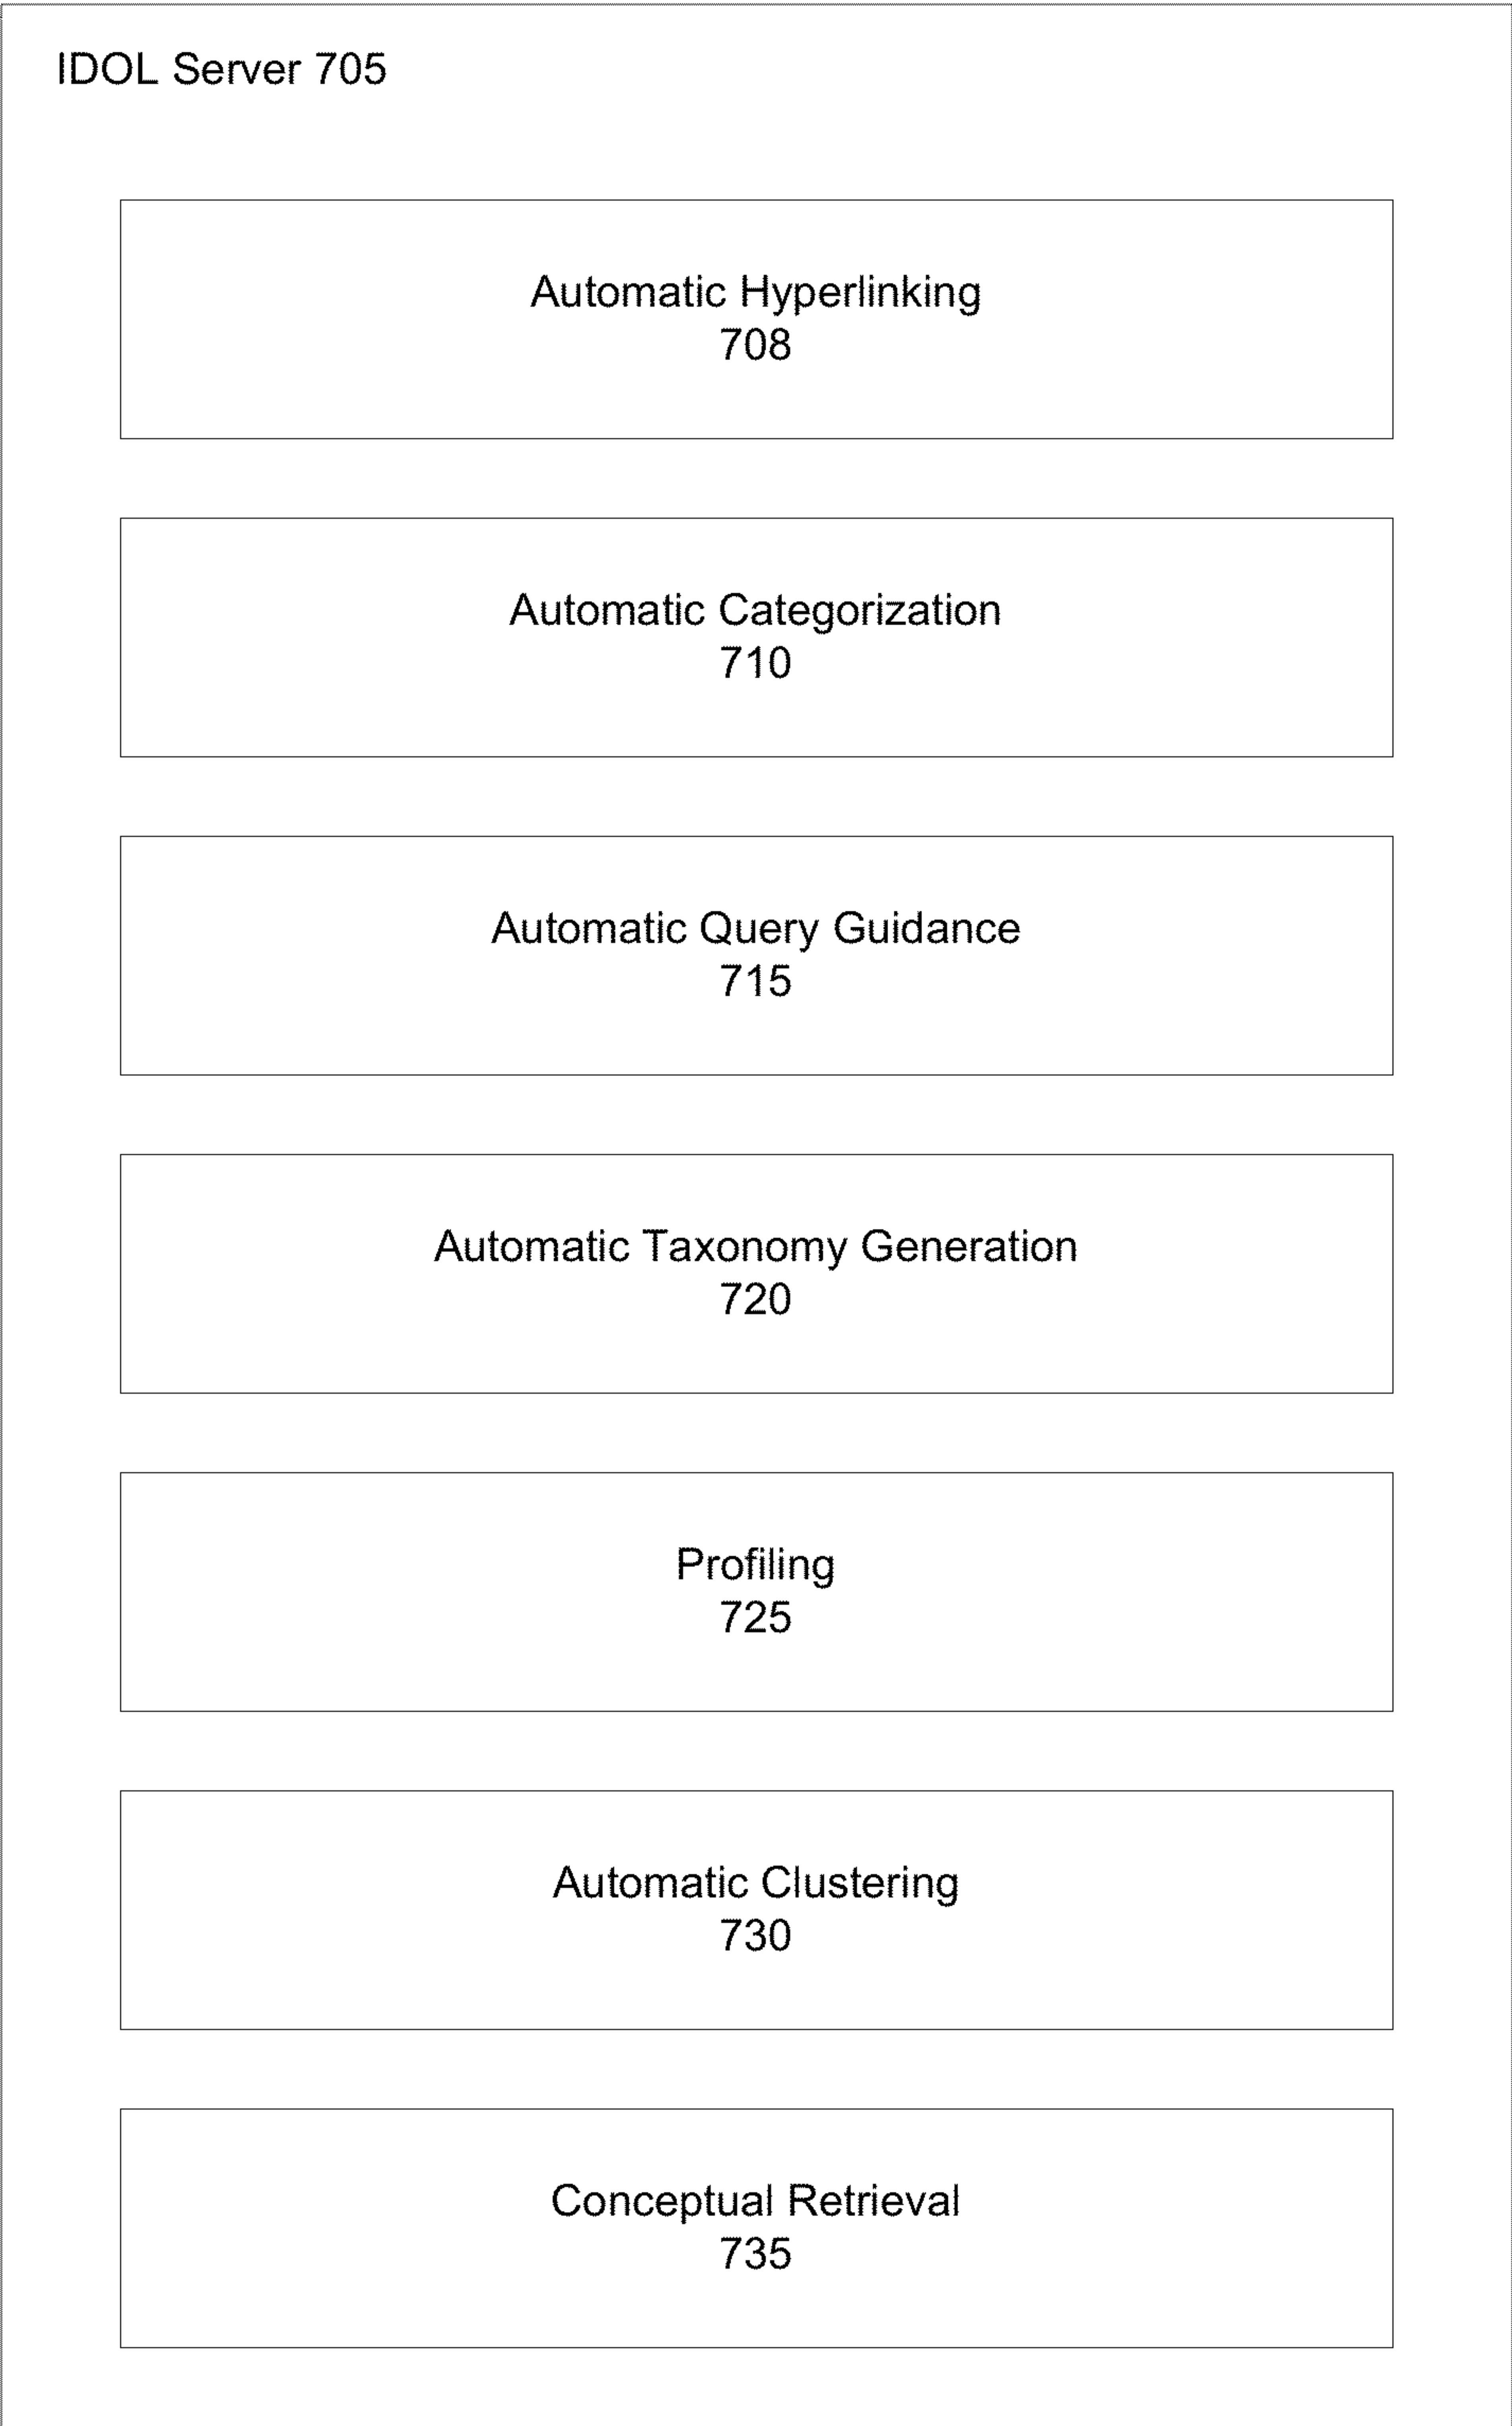 IDOL Server 705
Automatic Hyperlinking
708
Automatic Categorization
710
Automatic Query Guidance
715
Automatic Taxonomy Generation
720
Profiling
725
Automatic Clustering
730
Conceptual Retrieval
735